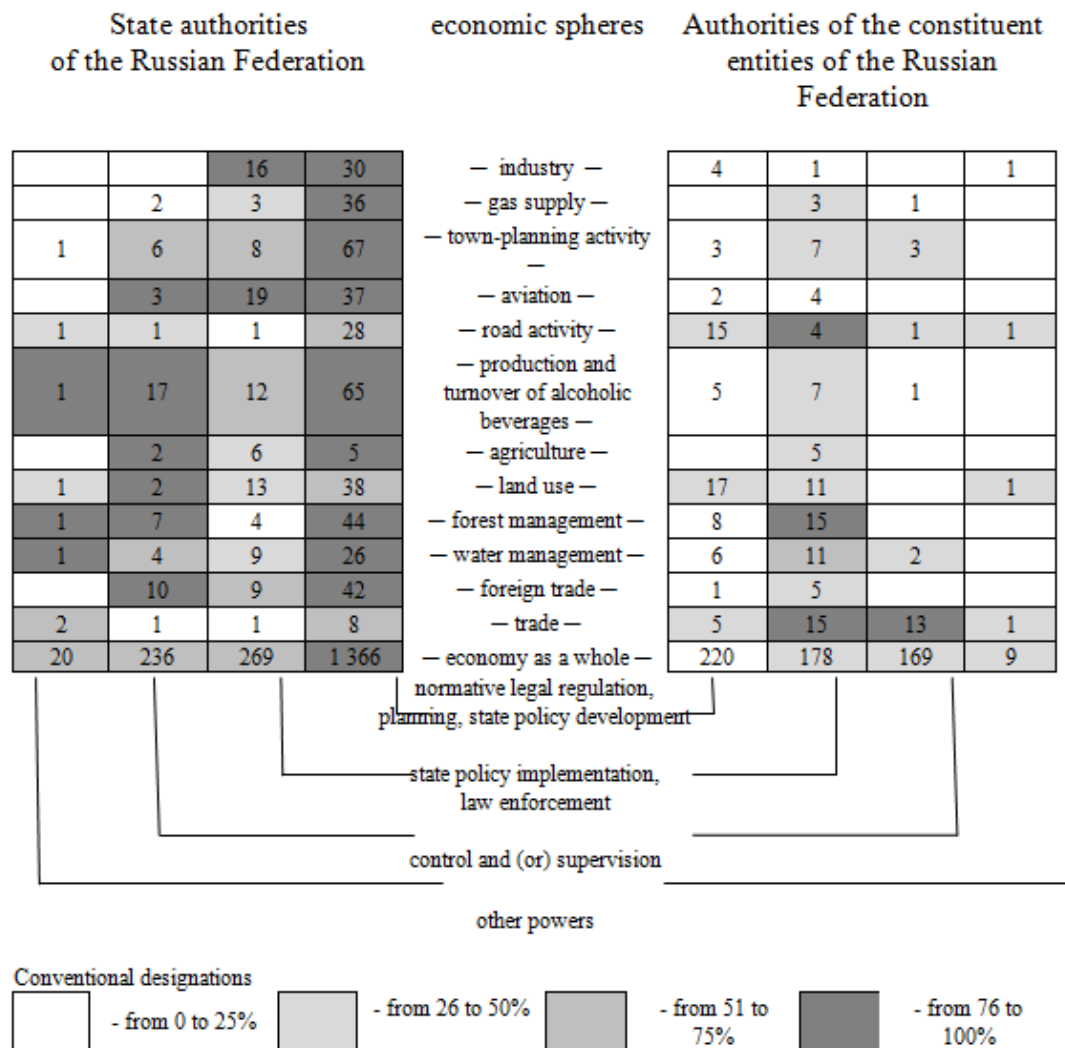 State authorities
of the Russian Federation
economic spheres
Authorities of the constituent
entities of the Russian
Federation
16 30 — industry — 4 1 1
2 3 36 — gas supply — 3 1
1 6 8 67 — town-planning activity — 3 7 3
3 19 37 — aviation — 2 4
1 1 1 28 — road activity — 15 4 1 1
— production and
1 17 12 65 turnover of alcoholic 5 7 1
beverages —
2 6 5 — agriculture — 5
1 2 13 38 — land use — 17 11 1
1 7 4 44 — forest management — 8 15
1 4 9 26 — water management — 6 11 2
10 9 42 — foreign trade — 1 5
2 1 1 8 — trade — 5 15 13 1
20 236 269 1 366 — economy as a whole — 220 178 169 9
normative legal regulation,
planning, state policy development
state policy implementation,
law enforcement
control and (or) supervision
other powers
Conventional designations
- from 0 to 25%
- from 26 to 50%
- from 51 to
75%
- from 76 to
100%